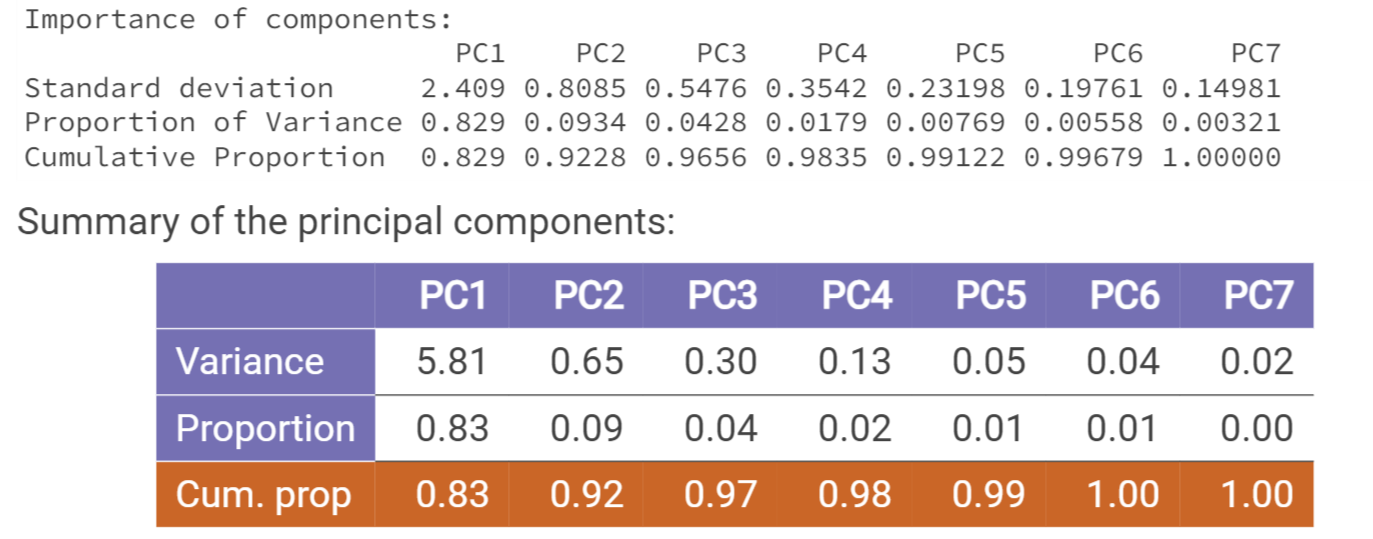 Importance of components:
PC1 PC2 PC3 PC4 PC5 PC6 PC7
Standard deviation 2.409 0.8085 0.5476 0.3542 0.23198 0.19761 0.14981
Proportion of Variance 0.829 0.0934 0.0428 0.0179 0.00769 0.00558 0.00321
Cumulative Proportion 0.829 0.9228 0.9656 0.9835 0.99122 0.99679 1.00000
Summary of the principal components:
PC1 PC2 PC3 PC4 PC5 PC6 PC7
Variance 5.81 0.65 0.30 0.13 0.05 0.04 0.02
Proportion 0.83 0.09 0.04 0.02 0.01 0.01 0.00
Cum. prop 0.83 0.92 0.97 0.98 0.99 1.00 1.00